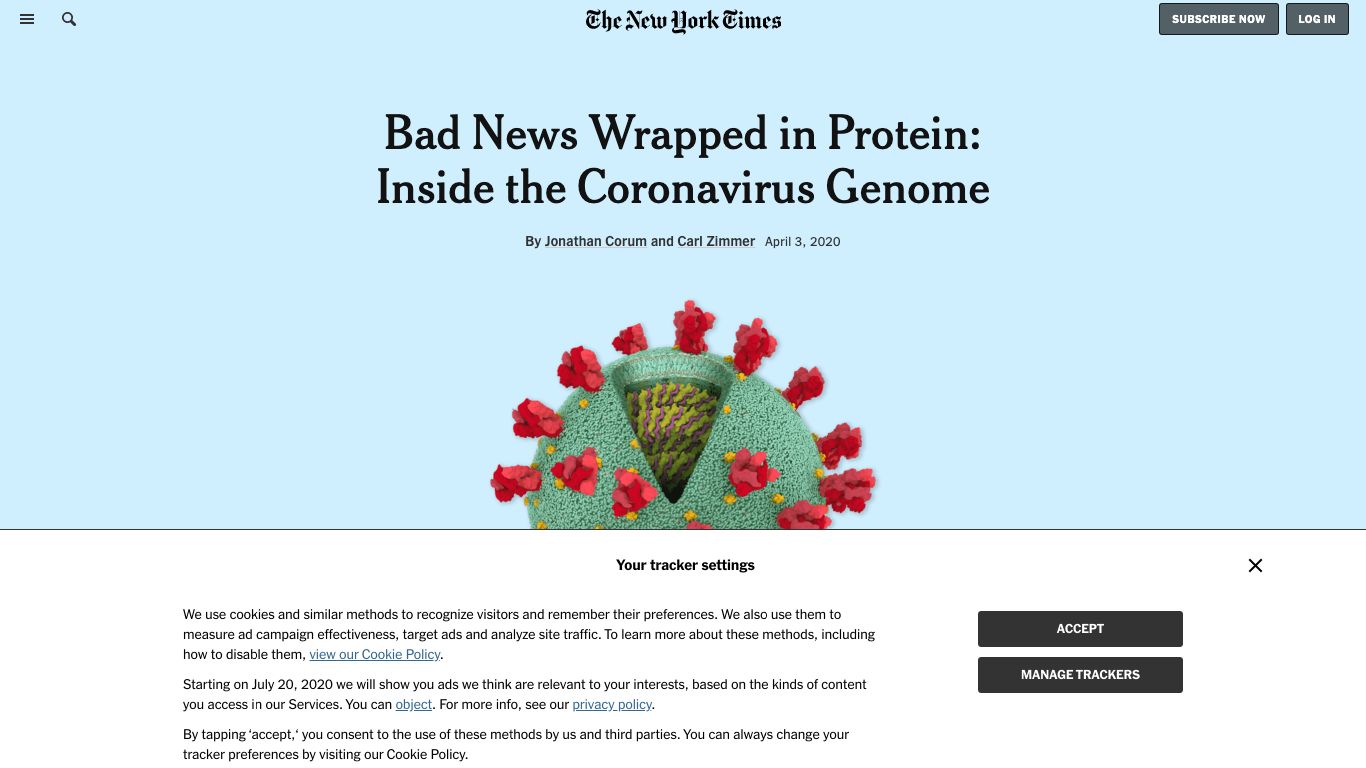 The New York Times
SUBSCRIBE NOW
LOG IN
Bad News Wrapped in Protein:
Inside the Coronavirus Genome
By Jonathan Corum and Carl Zimmer April 3, 2020
Your tracker settings
We use cookies and similar methods to recognize visitors and remember their preferences. We also use them to
measure ad campaign effectiveness, target ads and analyze site traffic. To learn more about these methods, including
how to disable them, view our Cookie Policy.
Starting on July 20, 2020 we will show you ads we think are relevant to your interests, based on the kinds of content
you access in our Services. You can object. For more info, see our privacy policy.
By tapping ‘accept,‘ you consent to the use of these methods by us and third parties. You can always change your
tracker preferences by visiting our Cookie Policy.
ACCEPT
MANAGE TRACKERS